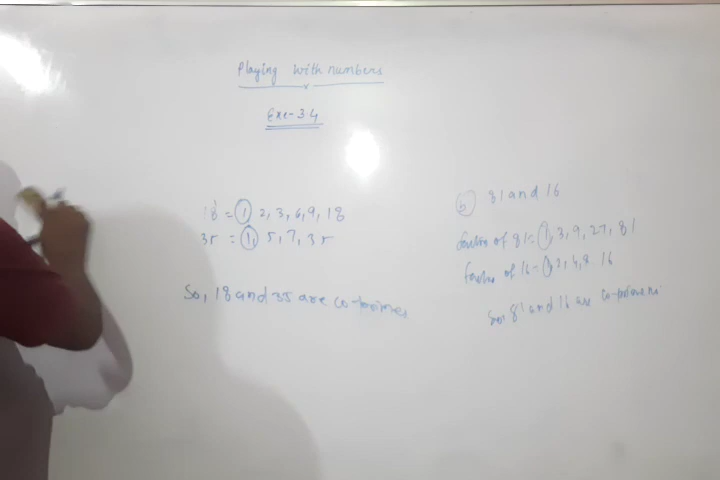 Playing with numbers
Exe-3.4
18 = 1, 2, 3, 6, 9, 18
35 = 1, 5, 7, 35
So, 18 and 35 are co-primes
b) 81 and 16
factors of 81 = 1, 3, 9, 27, 81
factors of 16 = 1, 2, 4, 8 16
So, 81 and 16 are